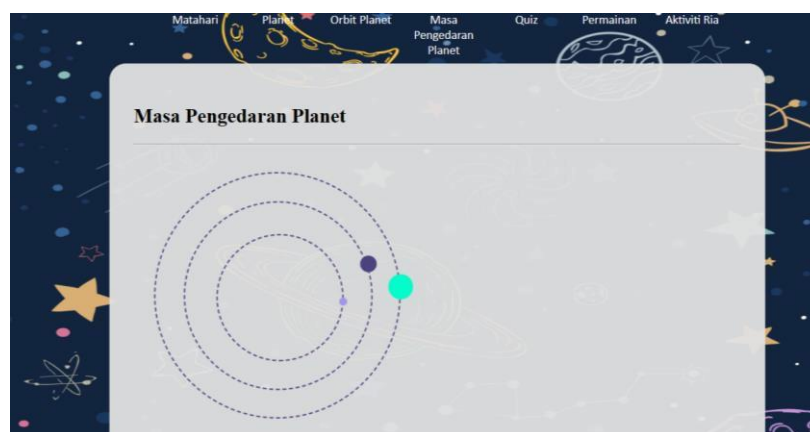 Matahari Planet Orbit Planet Masa Pengedaran Planet Quiz Permainan Aktiviti Ria
Masa Pengedaran Planet